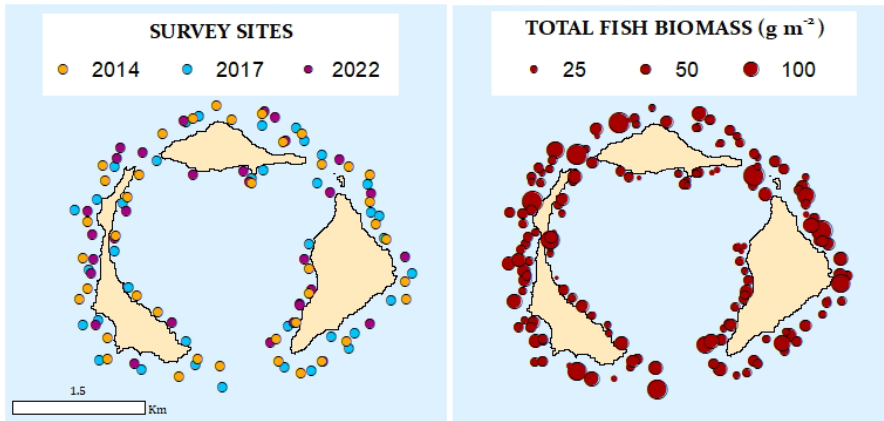 SURVEY SITES
2014 2017 2022
1.5
Km
TOTAL FISH BIOMASS (g m⁻²)
25 50 100